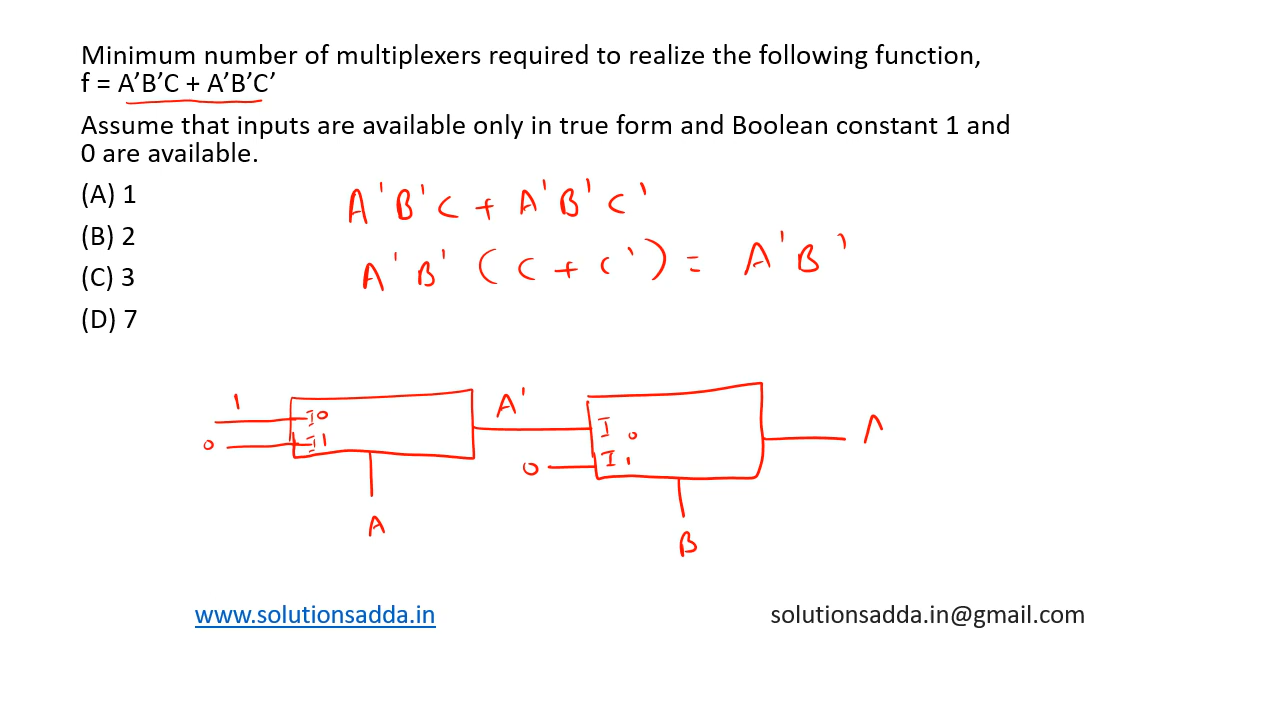 Minimum number of multiplexers required to realize the following function,
f = A’B’C + A’B’C’
Assume that inputs are available only in true form and Boolean constant 1 and
0 are available.
(A) 1
(B) 2
(C) 3
(D) 7
A'B'C + A'B'C'
A'B' (C + C') = A'B'
1
0
I0
I1
A
A'
0
I0
I1
B
www.solutionsadda.in
solutionsadda.in@gmail.com